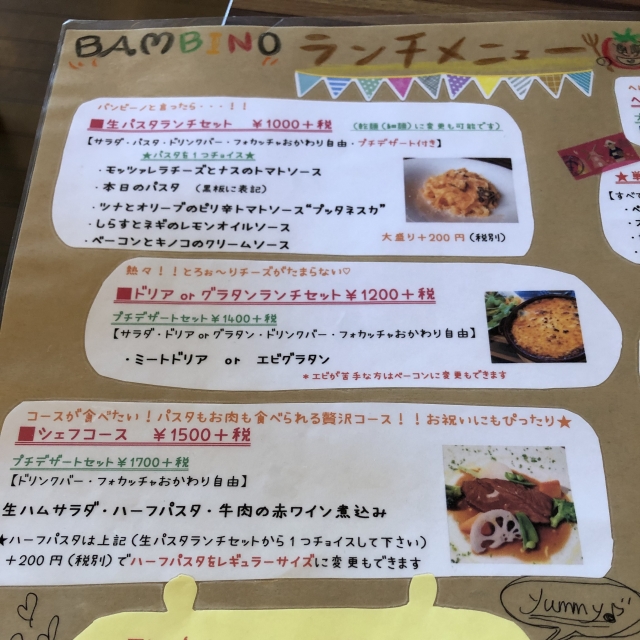 BAMBINO ランチメニュー
バンビーノと言ったら・・・！！
■生パスタランチセット ￥1000＋税 （乾麺（細麺）に変更も可能です）
【サラダ・パスタ・ドリンクバー・フォカッチャおかわり自由・プチデザート付き】
★パスタを１つチョイス★
・モッツァレラチーズとナスのトマトソース
・本日のパスタ （黒板に表記）
・ツナとオリーブのピリ辛トマトソース“プッタネスカ”
・しらすとネギのレモンオイルソース
・ベーコンとキノコのクリームソース
大盛り＋200円（税別）
熱々！！とろぉ〜りチーズがたまらない♡
■ドリア or グラタンランチセット￥1200＋税
プチデザートセット￥1400＋税
【サラダ・ドリア or グラタン・ドリンクバー・フォカッチャおかわり自由】
・ミートドリア or エビグラタン
＊エビが苦手な方はベーコンに変更もできます
コースが食べたい！パスタもお肉も食べられる贅沢コース！！お祝いにもぴったり★
■シェフコース ￥1500＋税
プチデザートセット￥1700＋税
【ドリンクバー・フォカッチャおかわり自由】
生ハムサラダ・ハーフパスタ・牛肉の赤ワイン煮込み
★ハーフパスタは上記（生パスタランチセットから１つチョイスして下さい）
＋200円（税別）でハーフパスタをレギュラーサイズに変更もできます
yummy♪